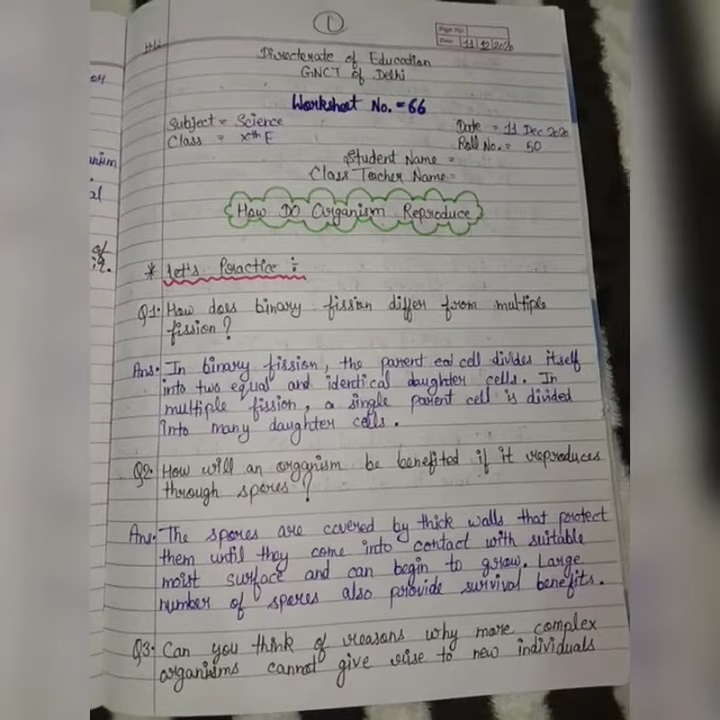 1
Page No:
Date: 11 12 2020
Directorate of Education
GNCT of Delhi
Worksheet No. = 66
Subject = Science
Date = 11 Dec 2020
Class = Xth F
Roll No. = 50
Student Name =
Class Teacher Name =
How DO Organism Reproduce
* Let's Practice :-
Q1. How does binary fission differ from multiple
fission?
Ans. In binary fission, the parent cell divides itself
into two equal and identical daughter cells. In
multiple fission, a single parent cell is divided
into many daughter cells.
Q2. How will an organism be benefited if it reproduces
through spores?
Ans. The spores are covered by thick walls that protect
them until they come into contact with suitable
moist surface and can begin to grow. Large
number of spores also provide survival benefits.
Q3. Can you think of reasons why more complex
organisms cannot give rise to new individuals